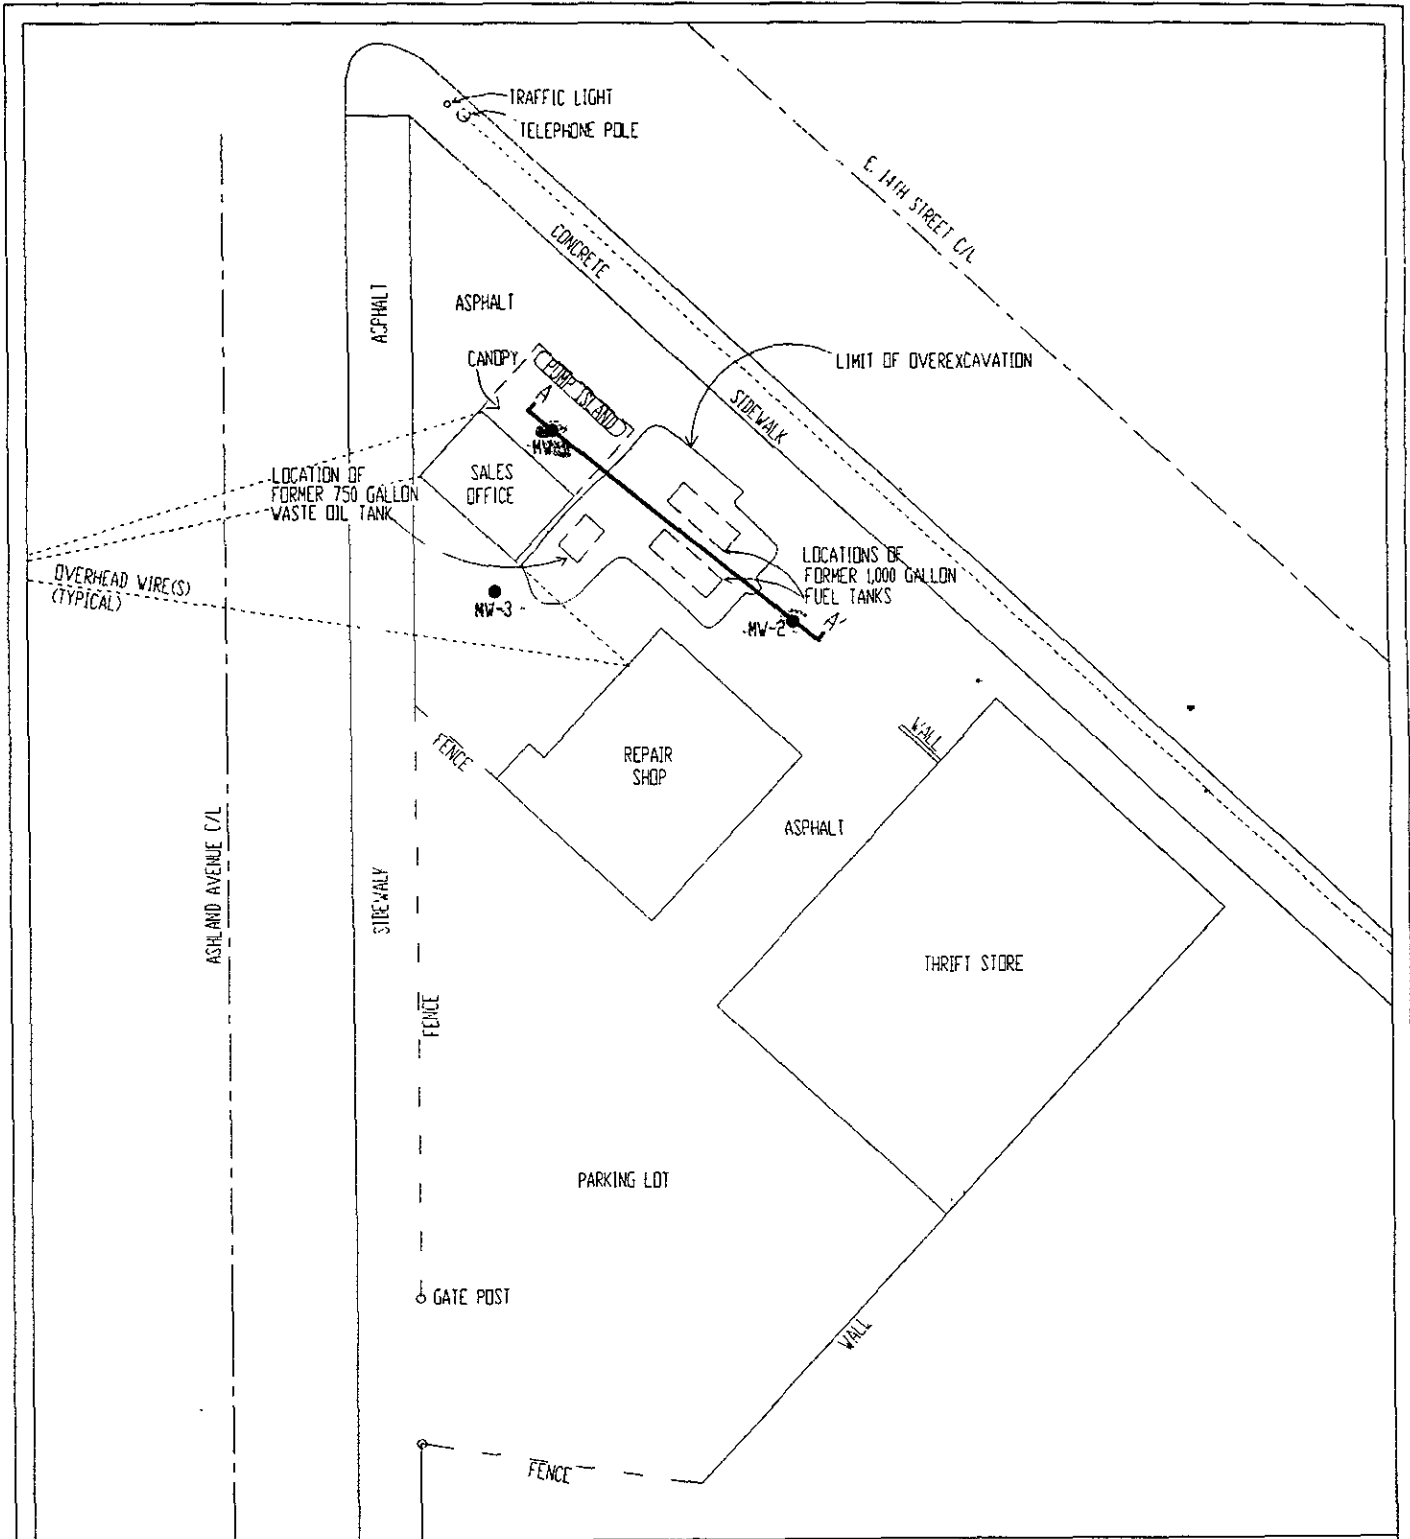 TRAFFIC LIGHT
TELEPHONE POLE
E. 14TH STREET C/L
CONCRETE
ASPHALT
ASPHALT
CANOPY
PUMP ISLAND
LIMIT OF OVEREXCAVATION
A
SIDEWALK
SALES
OFFICE
LOCATION OF
FORMER 750 GALLON
WASTE OIL TANK
LOCATIONS OF
FORMER 1,000 GALLON
FUEL TANKS
OVERHEAD WIRE(S)
(TYPICAL)
MW-3
MW-2
A'
WALL
FENCE
REPAIR
SHOP
ASPHALT
ASHLAND AVENUE C/L
SIDEWALK
THRIFT STORE
FENCE
PARKING LOT
GATE POST
WALL
FENCE